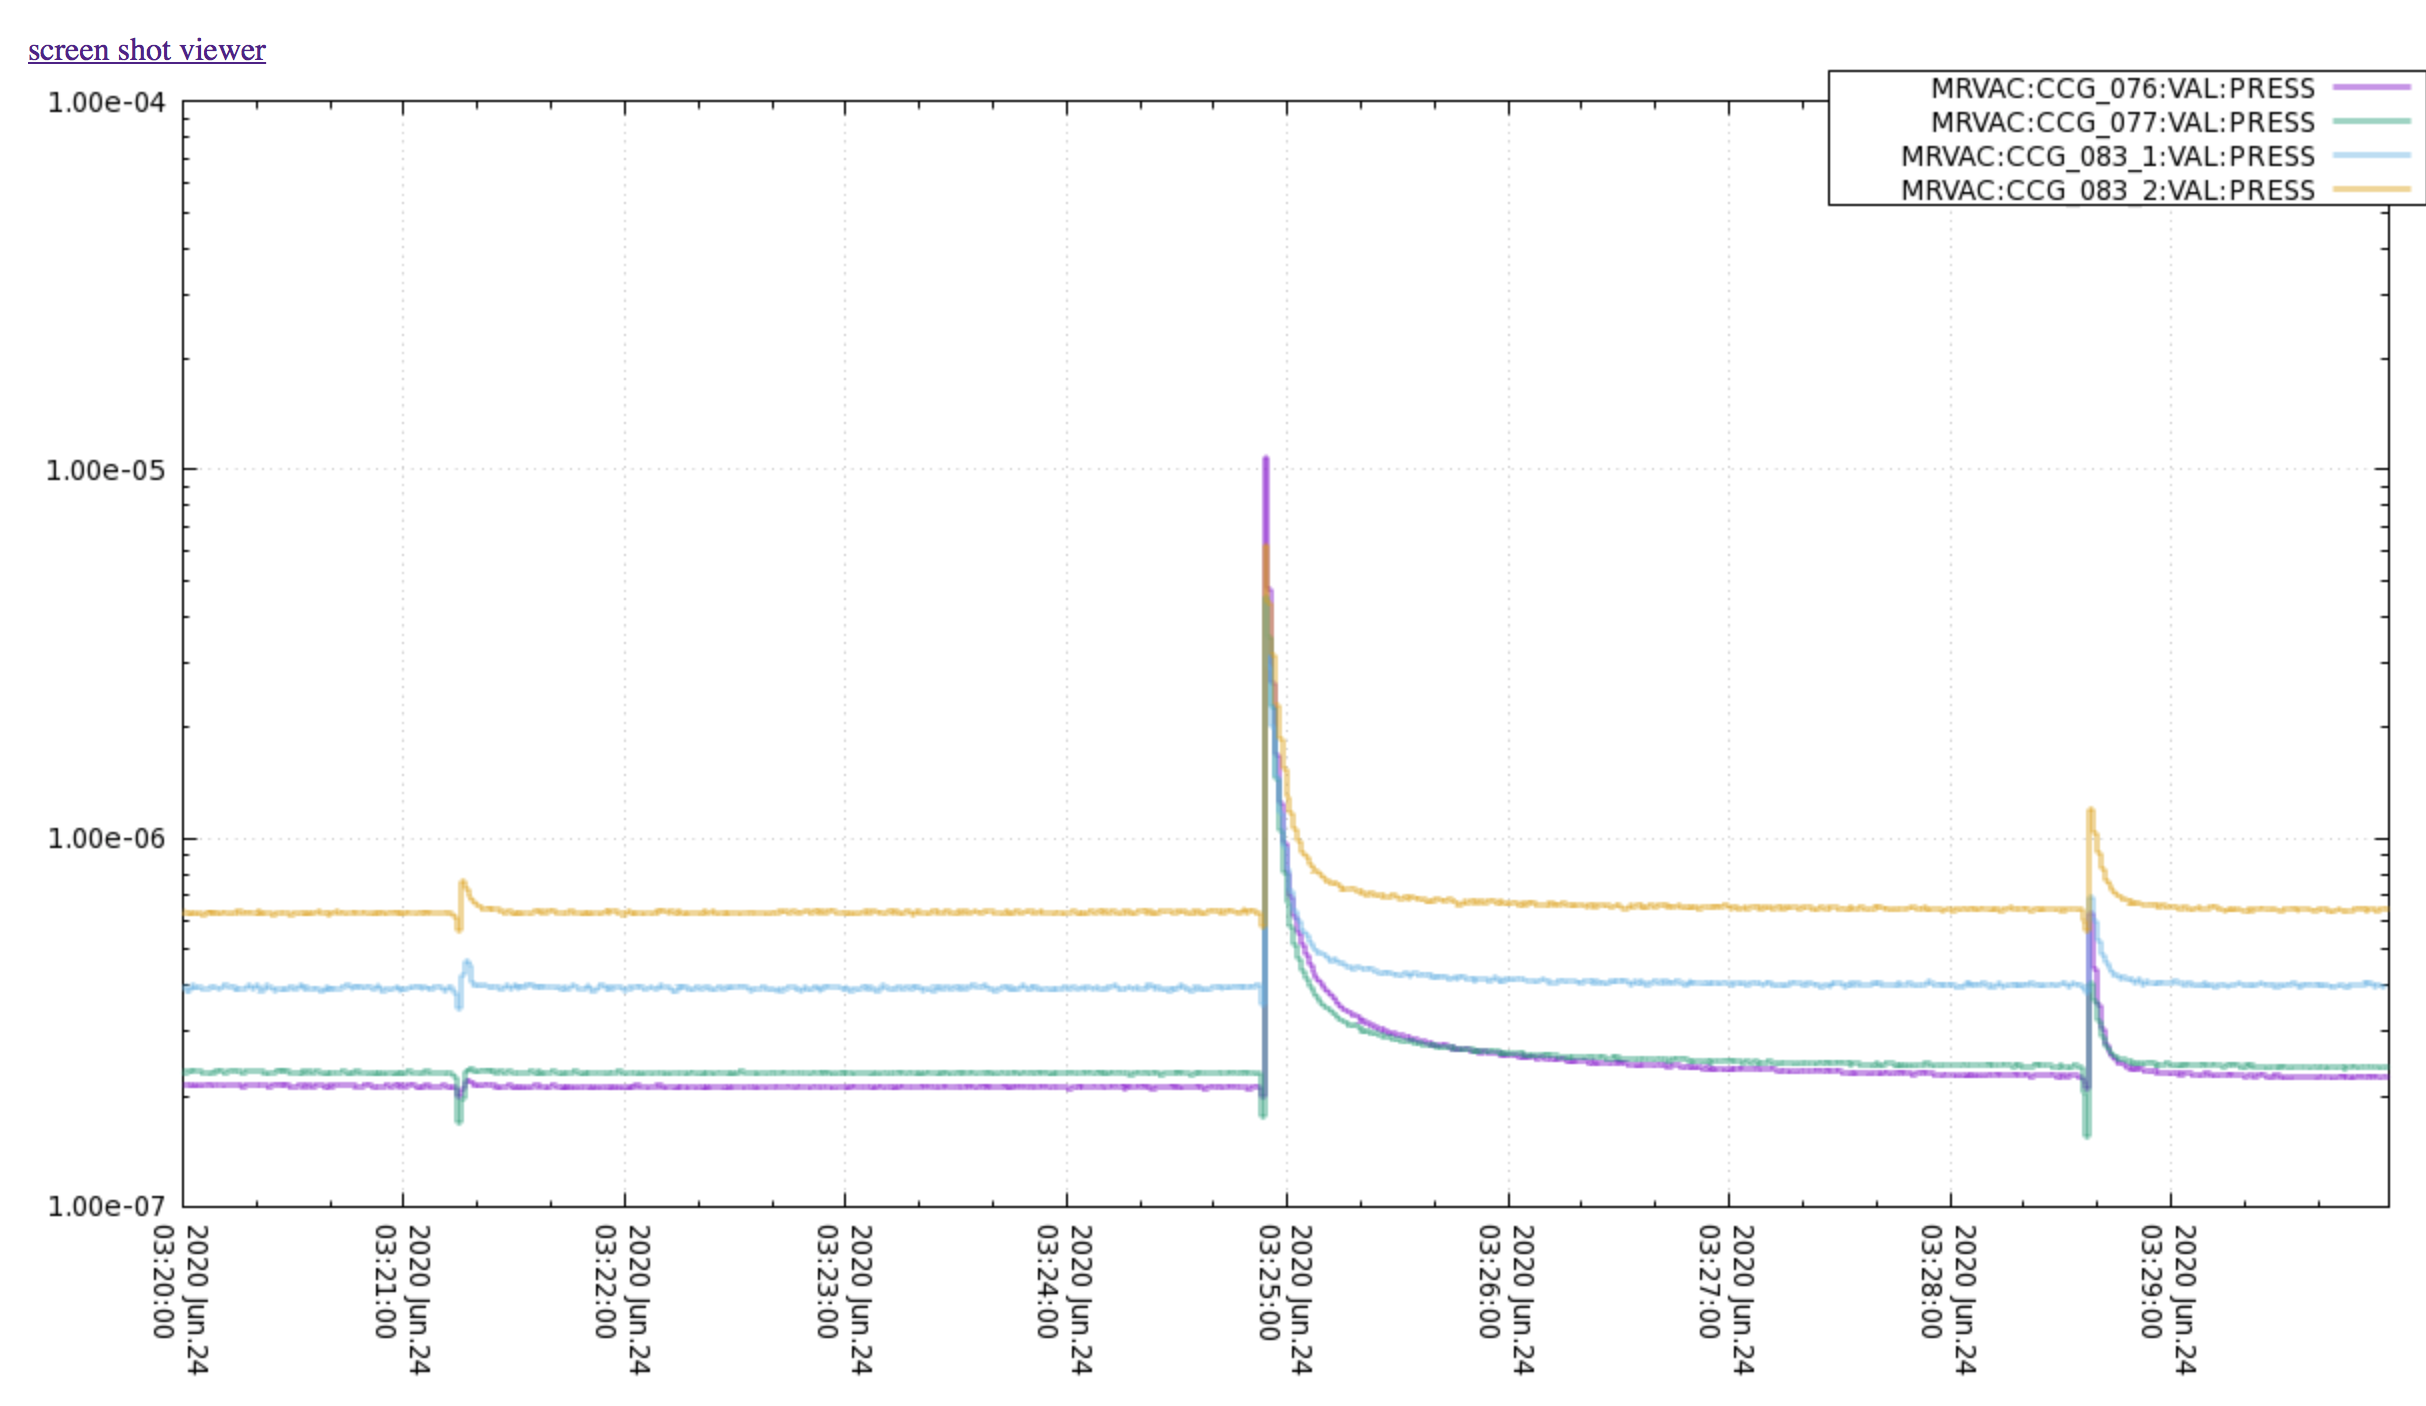 screen shot viewer
MRVAC:CCG_076:VAL:PRESS
MRVAC:CCG_077:VAL:PRESS
MRVAC:CCG_083_1:VAL:PRESS
MRVAC:CCG_083_2:VAL:PRESS
1.00e-04
1.00e-05
1.00e-06
1.00e-07
2020 Jun.24
03:20:00
2020 Jun.24
03:21:00
2020 Jun.24
03:22:00
2020 Jun.24
03:23:00
2020 Jun.24
03:24:00
2020 Jun.24
03:25:00
2020 Jun.24
03:26:00
2020 Jun.24
03:27:00
2020 Jun.24
03:28:00
2020 Jun.24
03:29:00